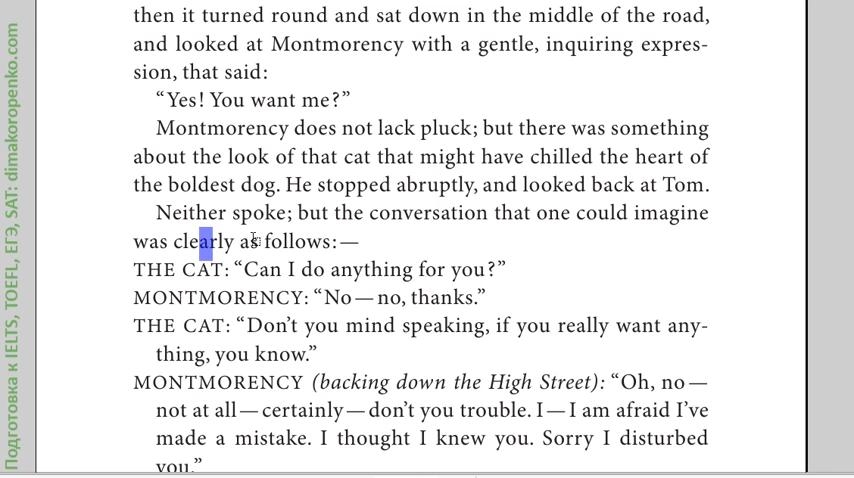 then it turned round and sat down in the middle of the road,
and looked at Montmorency with a gentle, inquiring expres-
sion, that said:
“Yes! You want me?”
Montmorency does not lack pluck; but there was something
about the look of that cat that might have chilled the heart of
the boldest dog. He stopped abruptly, and looked back at Tom.
Neither spoke; but the conversation that one could imagine
was clearly as follows:—
THE CAT: “Can I do anything for you?”
MONTMORENCY: “No—no, thanks.”
THE CAT: “Don’t you mind speaking, if you really want any-
thing, you know.”
MONTMORENCY (backing down the High Street): “Oh, no—
not at all—certainly—don’t you trouble. I—I am afraid I’ve
made a mistake. I thought I knew you. Sorry I disturbed
you.”
Подготовка к IELTS, TOEFL, ЕГЭ, SAT: dimakoropenko.com